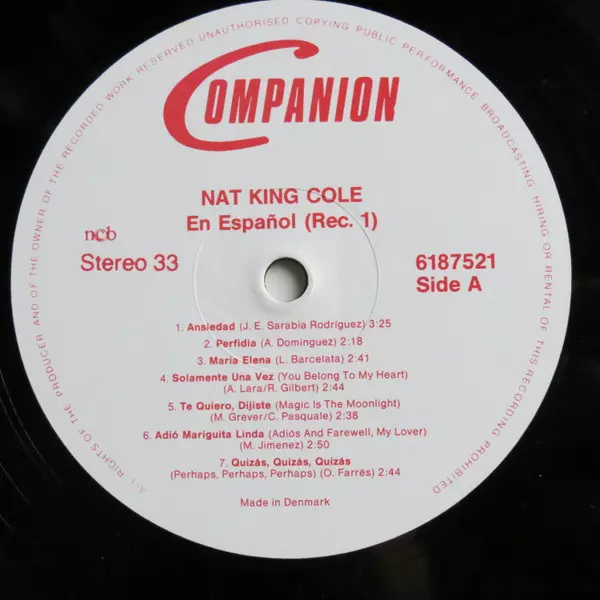 ALL RIGHTS OF THE PRODUCER AND OF THE OWNER OF THE RECORDED WORK RESERVED UNAUTHORISED COPYING PUBLIC PERFORMANCE BROADCASTING HIRING OR RENTAL OF THIS RECORDING PROHIBITED
COMPANION
NAT KING COLE
En Español (Rec. 1)
ncb
Stereo 33
6187521
Side A
1. Ansiedad (J. E. Sarabia Rodríguez) 3:25
2. Perfidia (A. Dominguez) 2:18
3. María Elena (L. Barcelata) 2:41
4. Solamente Una Vez (You Belong To My Heart)
(A. Lara/R. Gilbert) 2:44
5. Te Quiero, Dijiste (Magic Is The Moonlight)
(M. Grever/C. Pasquale) 2:38
6. Adió Mariguita Linda (Adiós And Farewell, My Lover)
(M. Jimenez) 2:50
7. Quizás, Quizás, Quizás
(Perhaps, Perhaps, Perhaps) (O. Farrès) 2:44
Made in Denmark